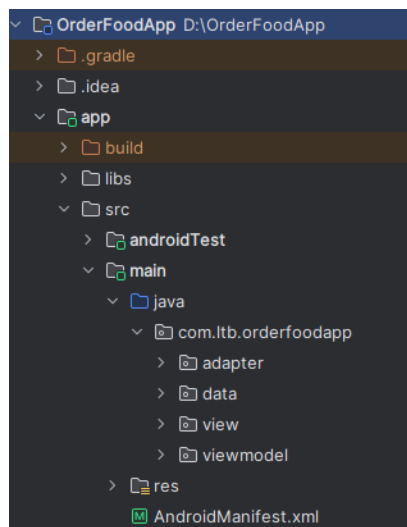 OrderFoodApp D:\OrderFoodApp
.gradle
.idea
app
build
libs
src
androidTest
main
java
com.ltb.orderfoodapp
adapter
data
view
viewmodel
res
M AndroidManifest.xml